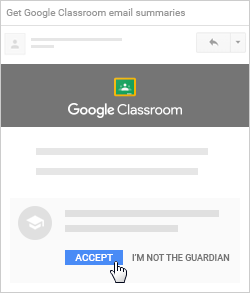 Get Google Classroom email summaries
Google Classroom
ACCEPT
I'M NOT THE GUARDIAN